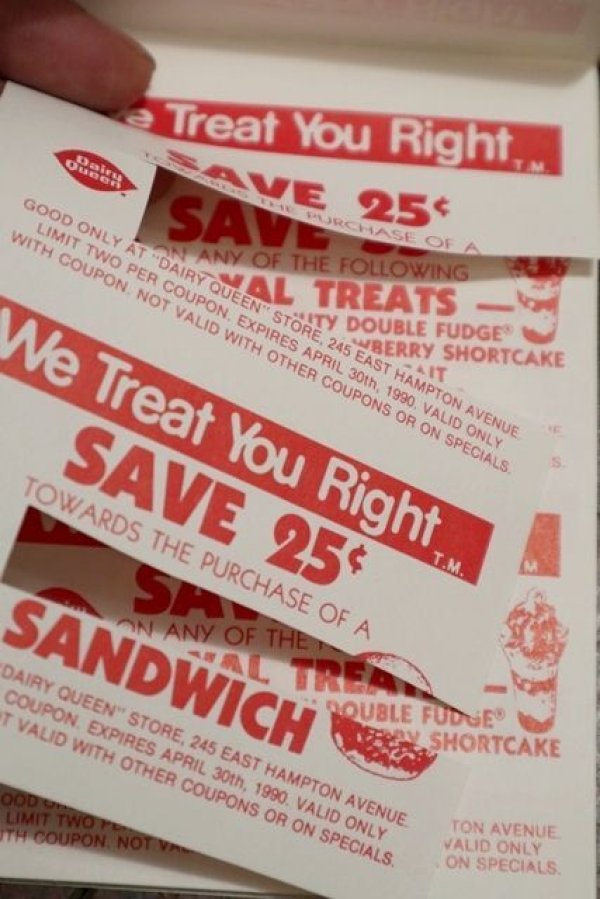 e Treat You Right T.M.
Dairy
Queen
SAVE 25¢
TOWARDS THE PURCHASE OF A
SAVE
ON ANY OF THE FOLLOWING
TREATS —
DOUBLE FUDGE®
SHORTCAKE
GOOD ONLY AT "DAIRY QUEEN" STORE, 245 EAST HAMPTON AVENUE.
LIMIT TWO PER COUPON. EXPIRES APRIL 30th, 1990. VALID ONLY
WITH COUPON. NOT VALID WITH OTHER COUPONS OR ON SPECIALS.
We Treat You Right T.M.
SAVE 25¢
TOWARDS THE PURCHASE OF A
ON ANY OF THE
DOUBLE FUDGE®
SHORTCAKE
SANDWICH
"DAIRY QUEEN" STORE, 245 EAST HAMPTON AVENUE.
COUPON. EXPIRES APRIL 30th, 1990. VALID ONLY
VALID WITH OTHER COUPONS OR ON SPECIALS.
TON AVENUE.
LIMIT TWO VALID ONLY
COUPON. NOT ON SPECIALS.